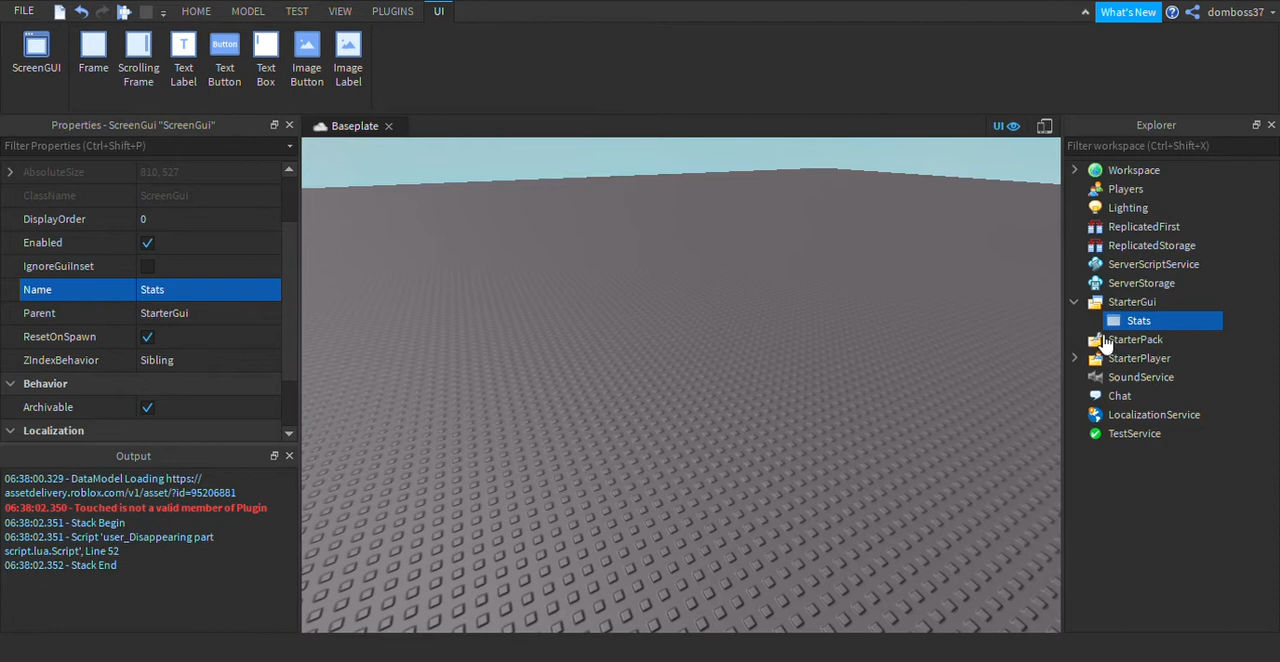 FILE
HOME
MODEL
TEST
VIEW
PLUGINS
UI
What's New
domboss37
ScreenGUI
Frame
Scrolling
Frame
Text
Label
Button
Text
Button
Text
Box
Image
Button
Image
Label
Properties - ScreenGui "ScreenGui"
Filter Properties (Ctrl+Shift+P)
AbsoluteSize 810, 527
ClassName ScreenGui
DisplayOrder 0
Enabled
IgnoreGuiInset
Name Stats
Parent StarterGui
ResetOnSpawn
ZIndexBehavior Sibling
Behavior
Archivable
Localization
Output
06:38:00.329 - DataModel Loading https://
assetdelivery.roblox.com/v1/asset/?id=95206881
06:38:02.350 - Touched is not a valid member of Plugin
06:38:02.351 - Stack Begin
06:38:02.351 - Script 'user_Disappearing part
script.lua.Script', Line 52
06:38:02.352 - Stack End
Baseplate
UI
Explorer
Filter workspace (Ctrl+Shift+X)
Workspace
Players
Lighting
ReplicatedFirst
ReplicatedStorage
ServerScriptService
ServerStorage
StarterGui
Stats
StarterPack
StarterPlayer
SoundService
Chat
LocalizationService
TestService